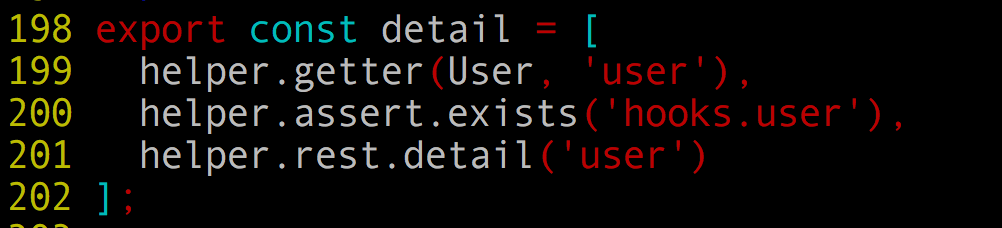 198 export const detail = [
199   helper.getter(User, 'user'),
200   helper.assert.exists('hooks.user'),
201   helper.rest.detail('user')
202 ];